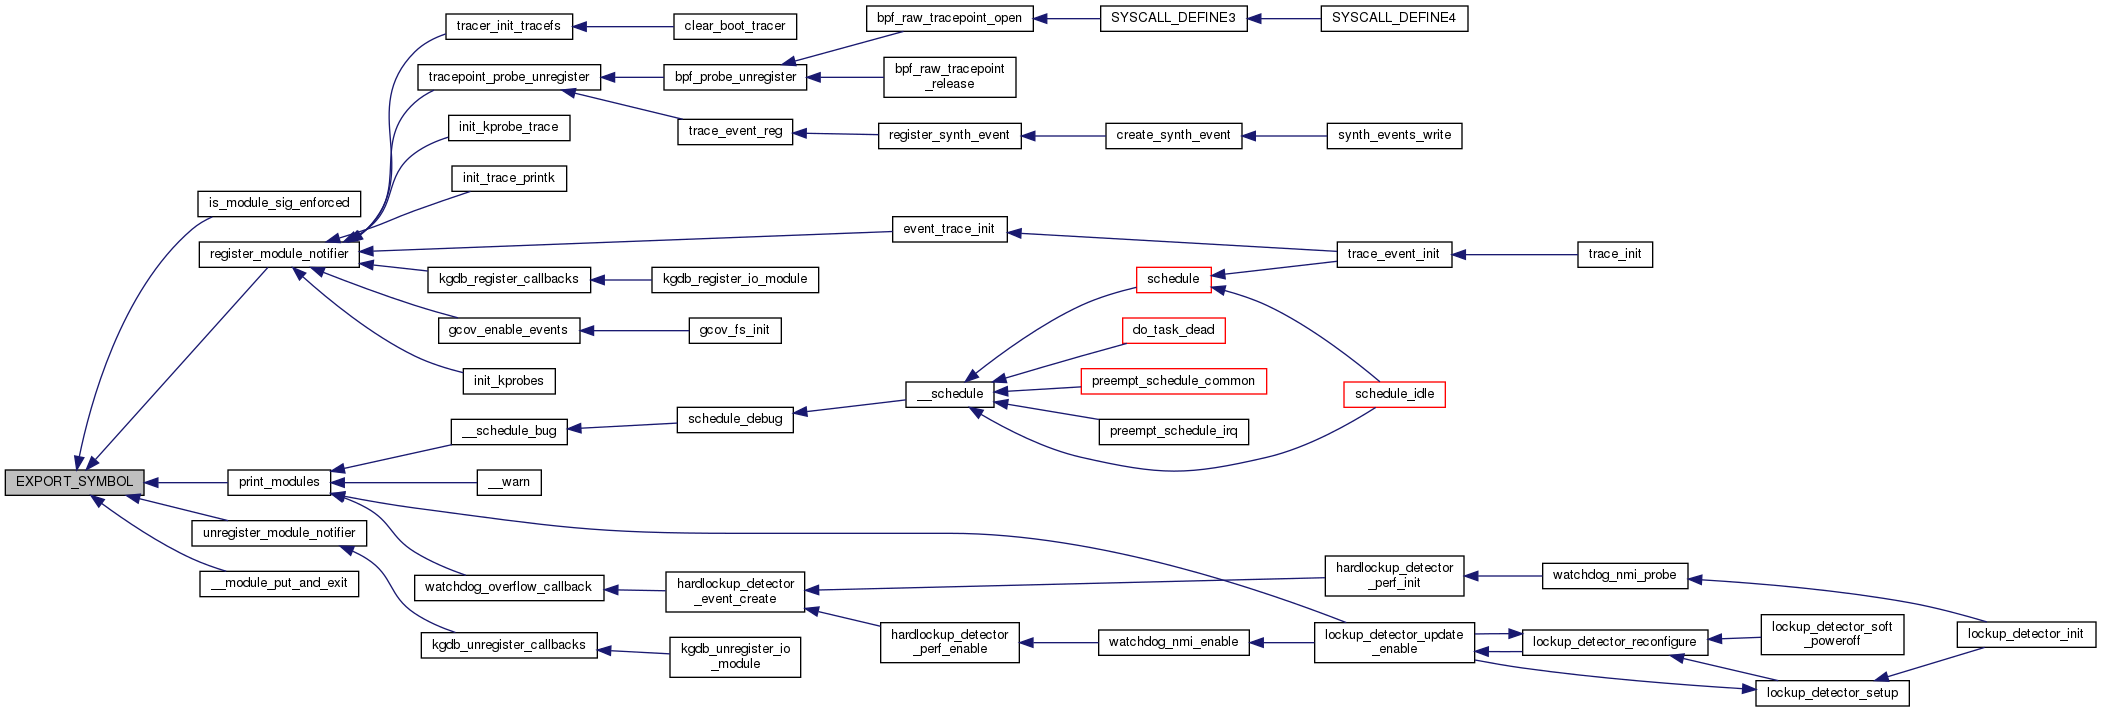 bpf_raw_tracepoint_open
SYSCALL_DEFINE3
SYSCALL_DEFINE4
tracer_init_tracefs
clear_boot_tracer
tracepoint_probe_unregister
bpf_probe_unregister
bpf_raw_tracepoint
_release
init_kprobe_trace
trace_event_reg
register_synth_event
create_synth_event
synth_events_write
init_trace_printk
is_module_sig_enforced
event_trace_init
register_module_notifier
trace_event_init
trace_init
kgdb_register_callbacks
kgdb_register_io_module
schedule
gcov_enable_events
gcov_fs_init
do_task_dead
init_kprobes
preempt_schedule_common
__schedule
schedule_idle
schedule_debug
__schedule_bug
preempt_schedule_irq
EXPORT_SYMBOL
print_modules
__warn
unregister_module_notifier
__module_put_and_exit
watchdog_overflow_callback
hardlockup_detector
_event_create
hardlockup_detector
_perf_init
watchdog_nmi_probe
kgdb_unregister_callbacks
kgdb_unregister_io
_module
hardlockup_detector
_perf_enable
watchdog_nmi_enable
lockup_detector_update
_enable
lockup_detector_reconfigure
lockup_detector_soft
_poweroff
lockup_detector_init
lockup_detector_setup